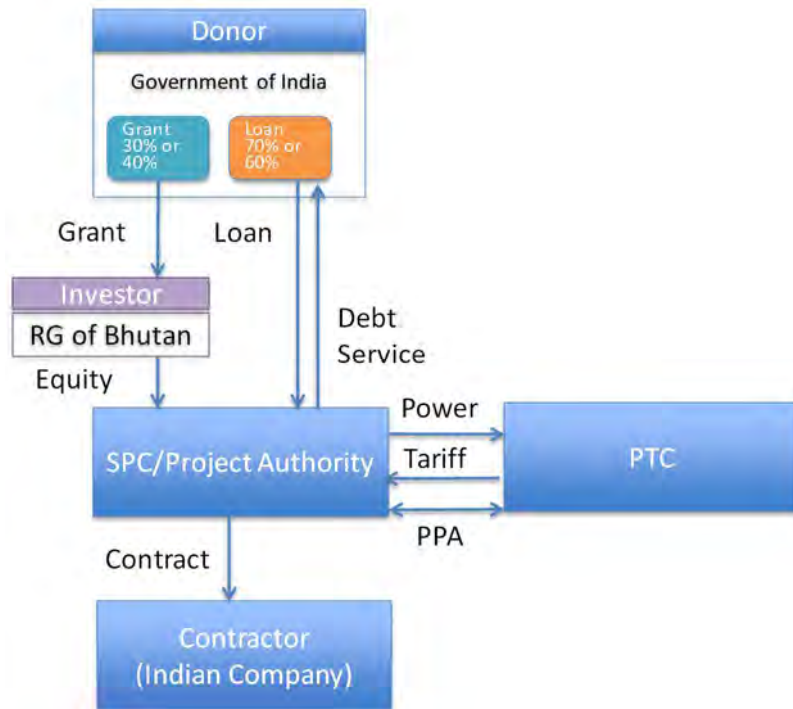 Donor
Government of India
Grant
30% or
40%
Loan
70% or
60%
Grant
Loan
Investor
RG of Bhutan
Debt
Service
Equity
SPC/Project Authority
Power
Tariff
PPA
PTC
Contract
Contractor
(Indian Company)